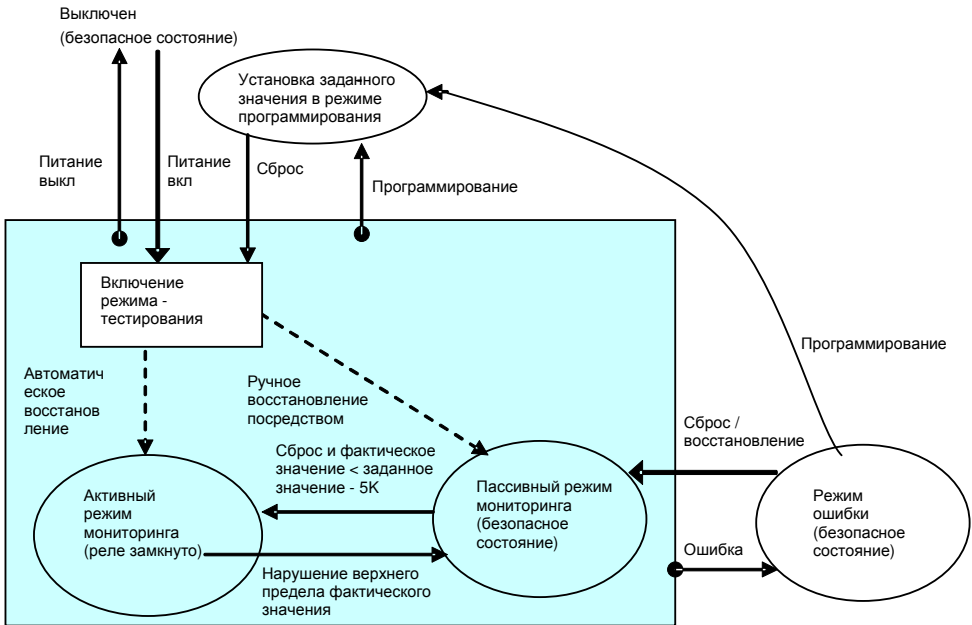 Выключен
(безопасное состояние)
Установка заданного
значения в режиме
программирования
Питание
выкл
Питание
вкл
Сброс
Программирование
Включение
режима -
тестирования
Программирование
Автоматич
еское
восстанов
ление
Ручное
восстановление
посредством
Сброс /
восстановление
Сброс и фактическое
значение < заданное
значение - 5K
Активный
режим
мониторинга
(реле замкнуто)
Пассивный режим
мониторинга
(безопасное
состояние)
Режим
ошибки
(безопасное
состояние)
Ошибка
Нарушение верхнего
предела фактического
значения